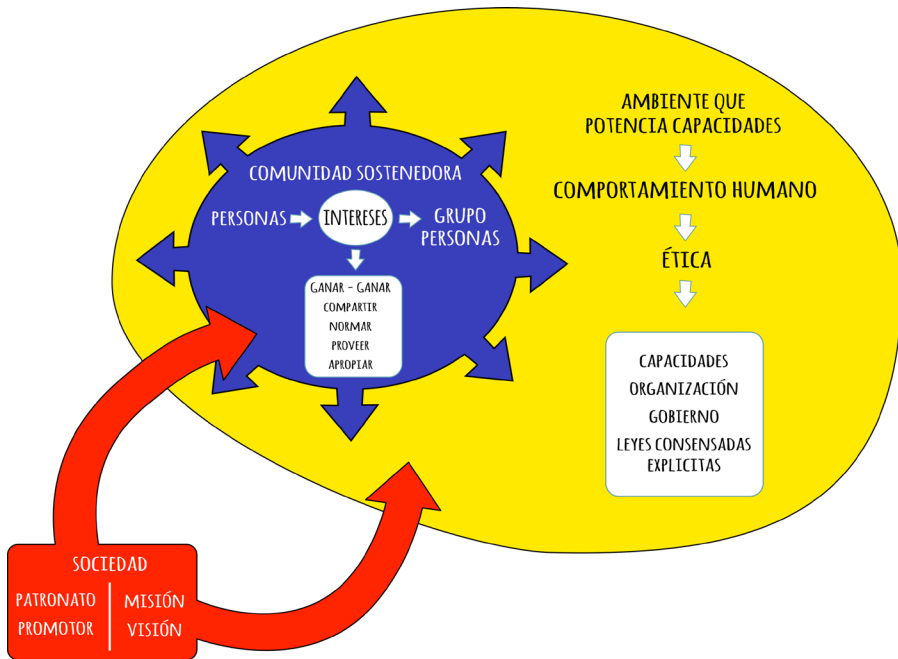 AMBIENTE QUE
POTENCIA CAPACIDADES
COMPORTAMIENTO HUMANO
ÉTICA
CAPACIDADES
ORGANIZACIÓN
GOBIERNO
LEYES CONSENSADAS
EXPLICITAS
COMUNIDAD SOSTENEDORA
PERSONAS
INTERESES
GRUPO
PERSONAS
GANAR - GANAR
COMPARTIR
NORMAR
PROVEER
APROPIAR
SOCIEDAD
PATRONATO
PROMOTOR
MISIÓN
VISIÓN